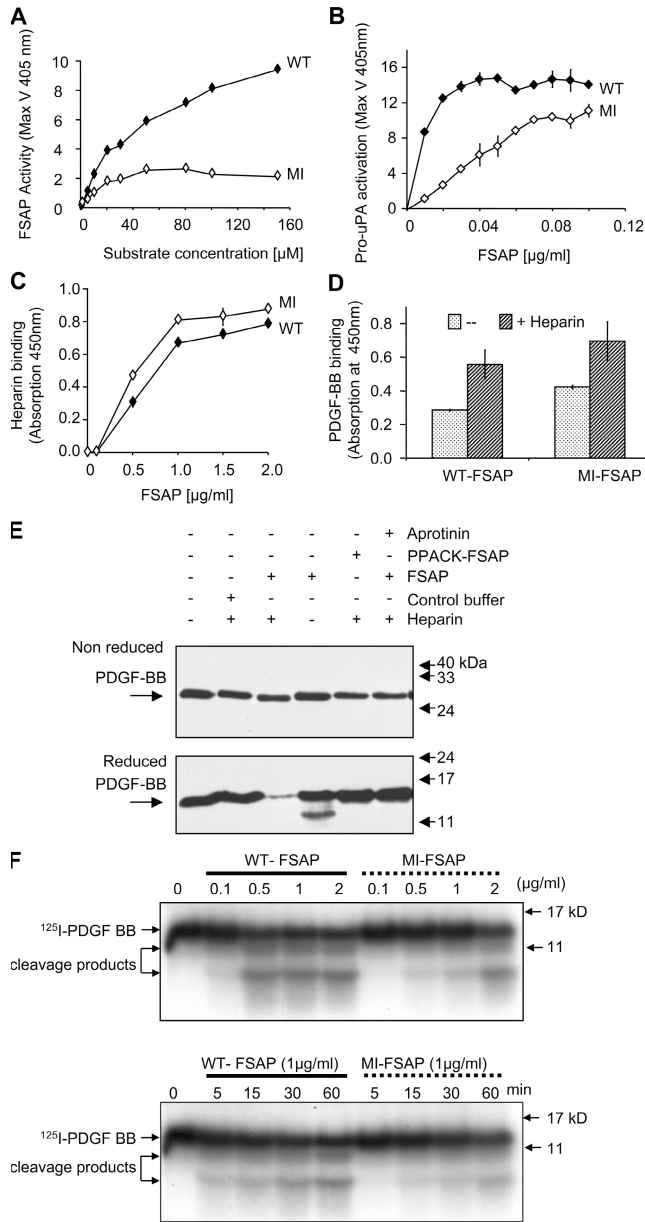 A
FSAP Activity (Max V 405 nm)
10
8
6
4
2
0
0
40
80
120
160
WT
MI
Substrate concentration [µM]
B
Pro-uPA activation (Max V 405nm)
16
12
8
4
0
0
0.04
0.08
0.12
WT
MI
FSAP [µg/ml]
C
Heparin binding
(Absorption 450nm)
1.0
0.8
0.6
0.4
0.2
0.0
0
0.5
1.0
1.5
2.0
MI
WT
FSAP [µg/ml]
D
PDGF-BB binding
(Absorption at 450nm)
0.8
0.6
0.4
0.2
0.0
--
+ Heparin
WT-FSAP
MI-FSAP
E
- - - - - + Aprotinin
- - - - + - PPACK-FSAP
- - + + - + FSAP
- + - - - - Control buffer
- + + - + + Heparin
Non reduced
PDGF-BB
40 kDa
33
24
Reduced
PDGF-BB
24
17
11
F
WT- FSAP MI-FSAP
0 0.1 0.5 1 2 0.1 0.5 1 2 (µg/ml)
17 kD
125I-PDGF BB
11
cleavage products
WT- FSAP (1µg/ml) MI-FSAP (1µg/ml)
0 5 15 30 60 5 15 30 60 min
17 kD
125I-PDGF BB
11
cleavage products